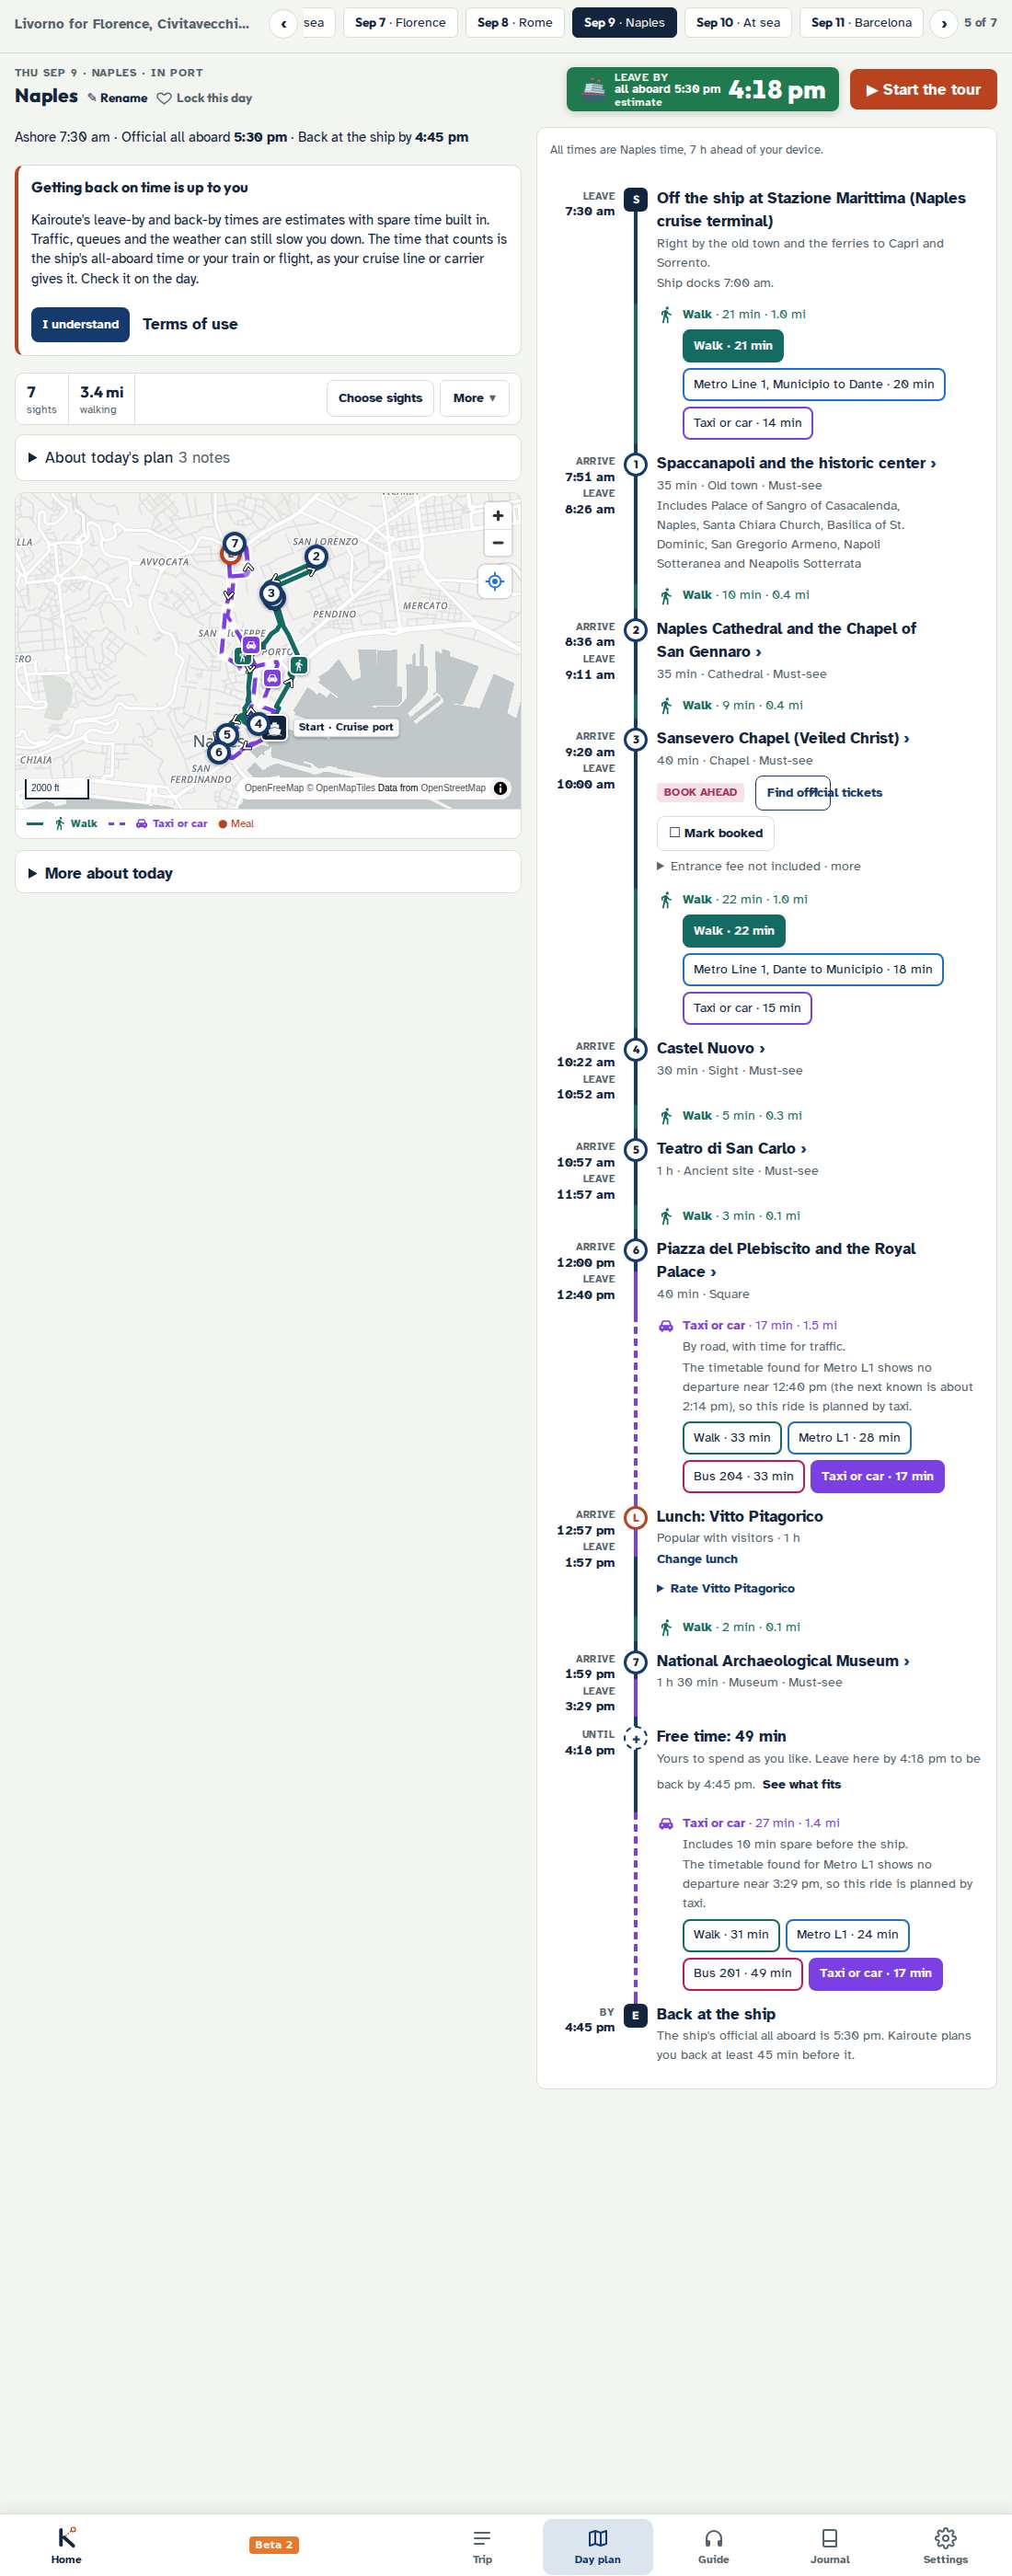 Livorno for Florence, Civitavecchi...
‹
sea
Sep 7 · Florence
Sep 8 · Rome
Sep 9 · Naples
Sep 10 · At sea
Sep 11 · Barcelona
›
5 of 7
THU SEP 9 · NAPLES · IN PORT
Naples ✎ Rename ♡ Lock this day
LEAVE BY
all aboard 5:30 pm
estimate
4:18 pm
▶ Start the tour
Ashore 7:30 am · Official all aboard 5:30 pm · Back at the ship by 4:45 pm
Getting back on time is up to you
Kairoute's leave-by and back-by times are estimates with spare time built in.
Traffic, queues and the weather can still slow you down. The time that counts is
the ship's all-aboard time or your train or flight, as your cruise line or carrier
gives it. Check it on the day.
I understand
Terms of use
7
sights
3.4 mi
walking
Choose sights
More ▼
▶ About today's plan 3 notes
LLA
AVVOCATA
SAN LORENZO
7
2
3
PENDINO
MERCATO
PORTO
ERO
4
5
6
Start · Cruise port
CHIAIA
SAN
FERDINANDO
+
−
2000 ft
OpenFreeMap © OpenMapTiles Data from OpenStreetMap
Walk
Taxi or car
Meal
▶ More about today
All times are Naples time, 7 h ahead of your device.
LEAVE
7:30 am
S
Off the ship at Stazione Marittima (Naples
cruise terminal)
Right by the old town and the ferries to Capri and
Sorrento.
Ship docks 7:00 am.
Walk · 21 min · 1.0 mi
Walk · 21 min
Metro Line 1, Municipio to Dante · 20 min
Taxi or car · 14 min
ARRIVE
7:51 am
LEAVE
8:26 am
1
Spaccanapoli and the historic center ›
35 min · Old town · Must-see
Includes Palace of Sangro of Casacalenda,
Naples, Santa Chiara Church, Basilica of St.
Dominic, San Gregorio Armeno, Napoli
Sotteranea and Neapolis Sotterrata
Walk · 10 min · 0.4 mi
ARRIVE
8:36 am
LEAVE
9:11 am
2
Naples Cathedral and the Chapel of
San Gennaro ›
35 min · Cathedral · Must-see
Walk · 9 min · 0.4 mi
ARRIVE
9:20 am
LEAVE
10:00 am
3
Sansevero Chapel (Veiled Christ) ›
40 min · Chapel · Must-see
BOOK AHEAD
Find official tickets
☐ Mark booked
▶ Entrance fee not included · more
Walk · 22 min · 1.0 mi
Walk · 22 min
Metro Line 1, Dante to Municipio · 18 min
Taxi or car · 15 min
ARRIVE
10:22 am
LEAVE
10:52 am
4
Castel Nuovo ›
30 min · Sight · Must-see
Walk · 5 min · 0.3 mi
ARRIVE
10:57 am
LEAVE
11:57 am
5
Teatro di San Carlo ›
1 h · Ancient site · Must-see
Walk · 3 min · 0.1 mi
ARRIVE
12:00 pm
LEAVE
12:40 pm
6
Piazza del Plebiscito and the Royal
Palace ›
40 min · Square
Taxi or car · 17 min · 1.5 mi
By road, with time for traffic.
The timetable found for Metro L1 shows no
departure near 12:40 pm (the next known is about
2:14 pm), so this ride is planned by taxi.
Walk · 33 min
Metro L1 · 28 min
Bus 204 · 33 min
Taxi or car · 17 min
ARRIVE
12:57 pm
LEAVE
1:57 pm
L
Lunch: Vitto Pitagorico
Popular with visitors · 1 h
Change lunch
▶ Rate Vitto Pitagorico
Walk · 2 min · 0.1 mi
ARRIVE
1:59 pm
LEAVE
3:29 pm
7
National Archaeological Museum ›
1 h 30 min · Museum · Must-see
UNTIL
4:18 pm
+
Free time: 49 min
Yours to spend as you like. Leave here by 4:18 pm to be
back by 4:45 pm. See what fits
Taxi or car · 27 min · 1.4 mi
Includes 10 min spare before the ship.
The timetable found for Metro L1 shows no
departure near 3:29 pm, so this ride is planned by
taxi.
Walk · 31 min
Metro L1 · 24 min
Bus 201 · 49 min
Taxi or car · 17 min
BY
4:45 pm
E
Back at the ship
The ship's official all aboard is 5:30 pm. Kairoute plans
you back at least 45 min before it.
Home
Beta 2
Trip
Day plan
Guide
Journal
Settings